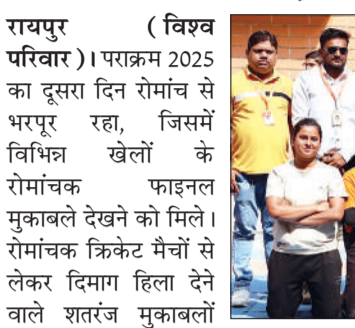 रायपुर (विश्व
परिवार)। पराक्रम 2025
का दूसरा दिन रोमांच से
भरपूर रहा, जिसमें
विभिन्न खेलों के
रोमांचक फाइनल
मुकाबले देखने को मिले।
रोमांचक क्रिकेट मैचों से
लेकर दिमाग हिला देने
वाले शतरंज मुकाबलों